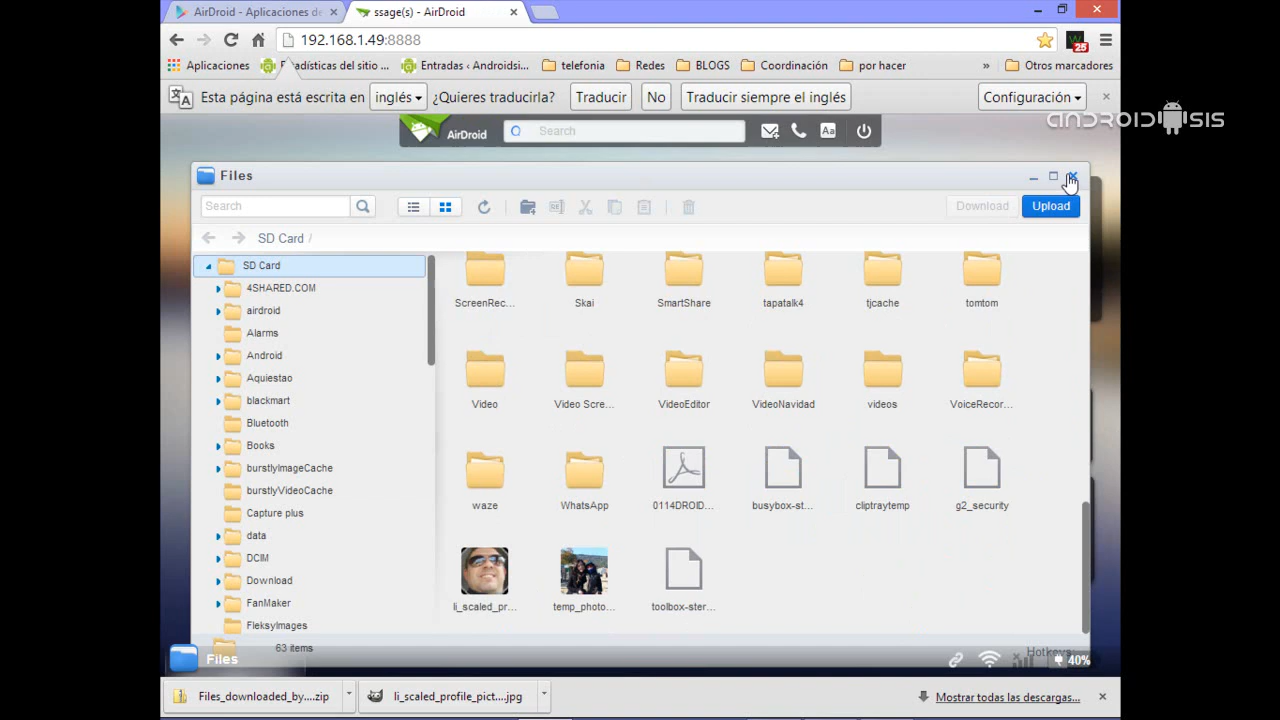 AirDroid - Aplicaciones de
ssage(s) - AirDroid
192.168.1.49:8888
25
Aplicaciones
adísticas del sitio ...
Entradas ‹ Androidsi...
telefonia
Redes
BLOGS
Coordinación
por hacer
»
Otros marcadores
Esta página está escrita en inglés ¿Quieres traducirla? Traducir No Traducir siempre el inglés Configuración
ANDROIDSIS
AirDroid
Search
Aa
Files
Search
Download
Upload
SD Card /
SD Card
4SHARED.COM
airdroid
Alarms
Android
Aquiestao
blackmart
Bluetooth
Books
burstlyImageCache
burstlyVideoCache
Capture plus
data
DCIM
Download
FanMaker
FleksyImages
ScreenRec... Skai SmartShare tapatalk4 tjcache tomtom
Video Video Scre... VideoEditor VideoNavidad videos VoiceRecor...
waze WhatsApp 0114DROID... busybox-st... cliptraytemp g2_security
li_scaled_pr... temp_photo... toolbox-ster...
63 items
Files
Hotkeys
40%
Files_downloaded_by....zip
li_scaled_profile_pict....jpg
Mostrar todas las descargas...